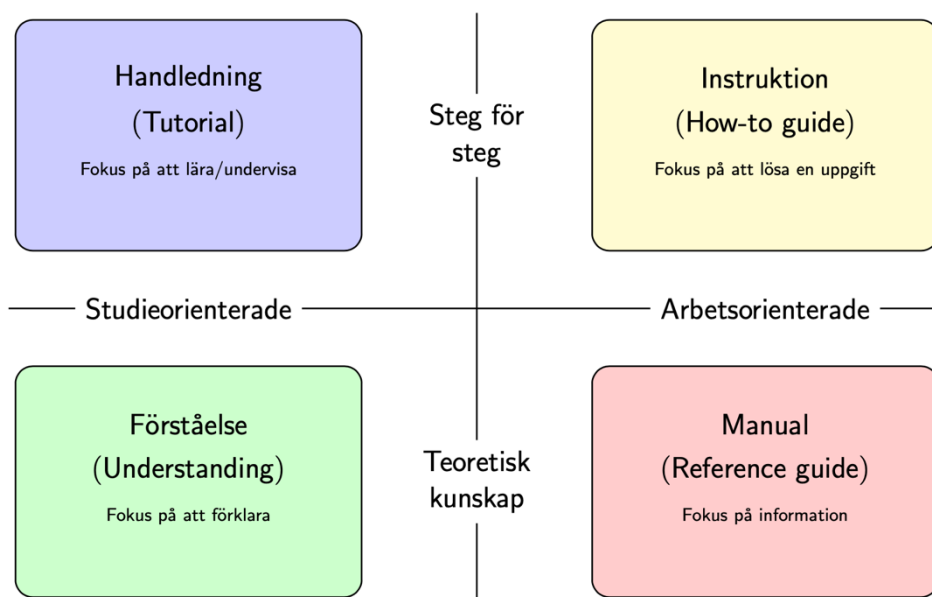 Handledning
(Tutorial)
Fokus på att lära/undervisa
Steg för
steg
Instruktion
(How-to guide)
Fokus på att lösa en uppgift
Studieorienterade
Arbetsorienterade
Förståelse
(Understanding)
Fokus på att förklara
Teoretisk
kunskap
Manual
(Reference guide)
Fokus på information